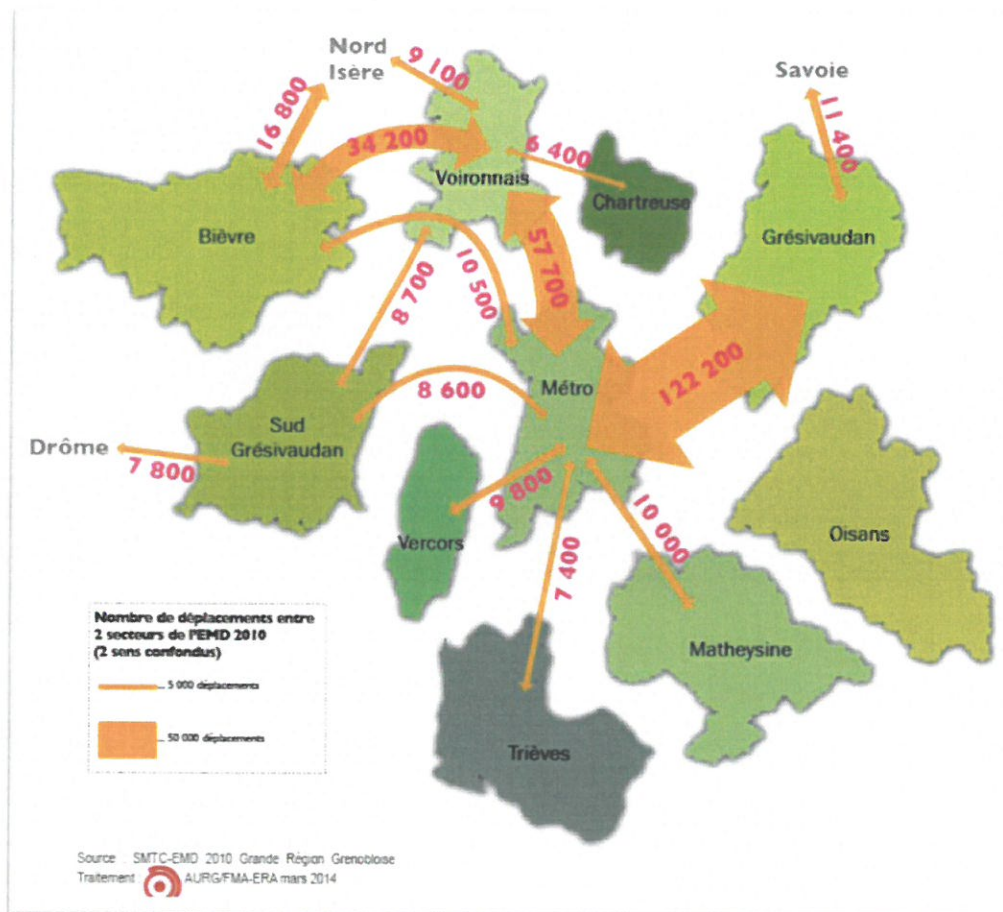 Nord
Isère
9 100
Savoie
16 800
11 400
34 200
6 400
Voironnais
Chartreuse
Bièvre
Grésivaudan
57 700
10 500
8 700
122 200
Métro
8 600
Sud
Grésivaudan
Drôme
7 800
9 800
10 000
Oisans
Vercors
7 400
Nombre de déplacements entre
2 secteurs de l'EMD 2010
(2 sens confondus)
5 000 déplacements
50 000 déplacements
Matheysine
Trièves
Source : SMTC-EMD 2010 Grande Région Grenobloise
Traitement : AURG/FMA-ERA mars 2014